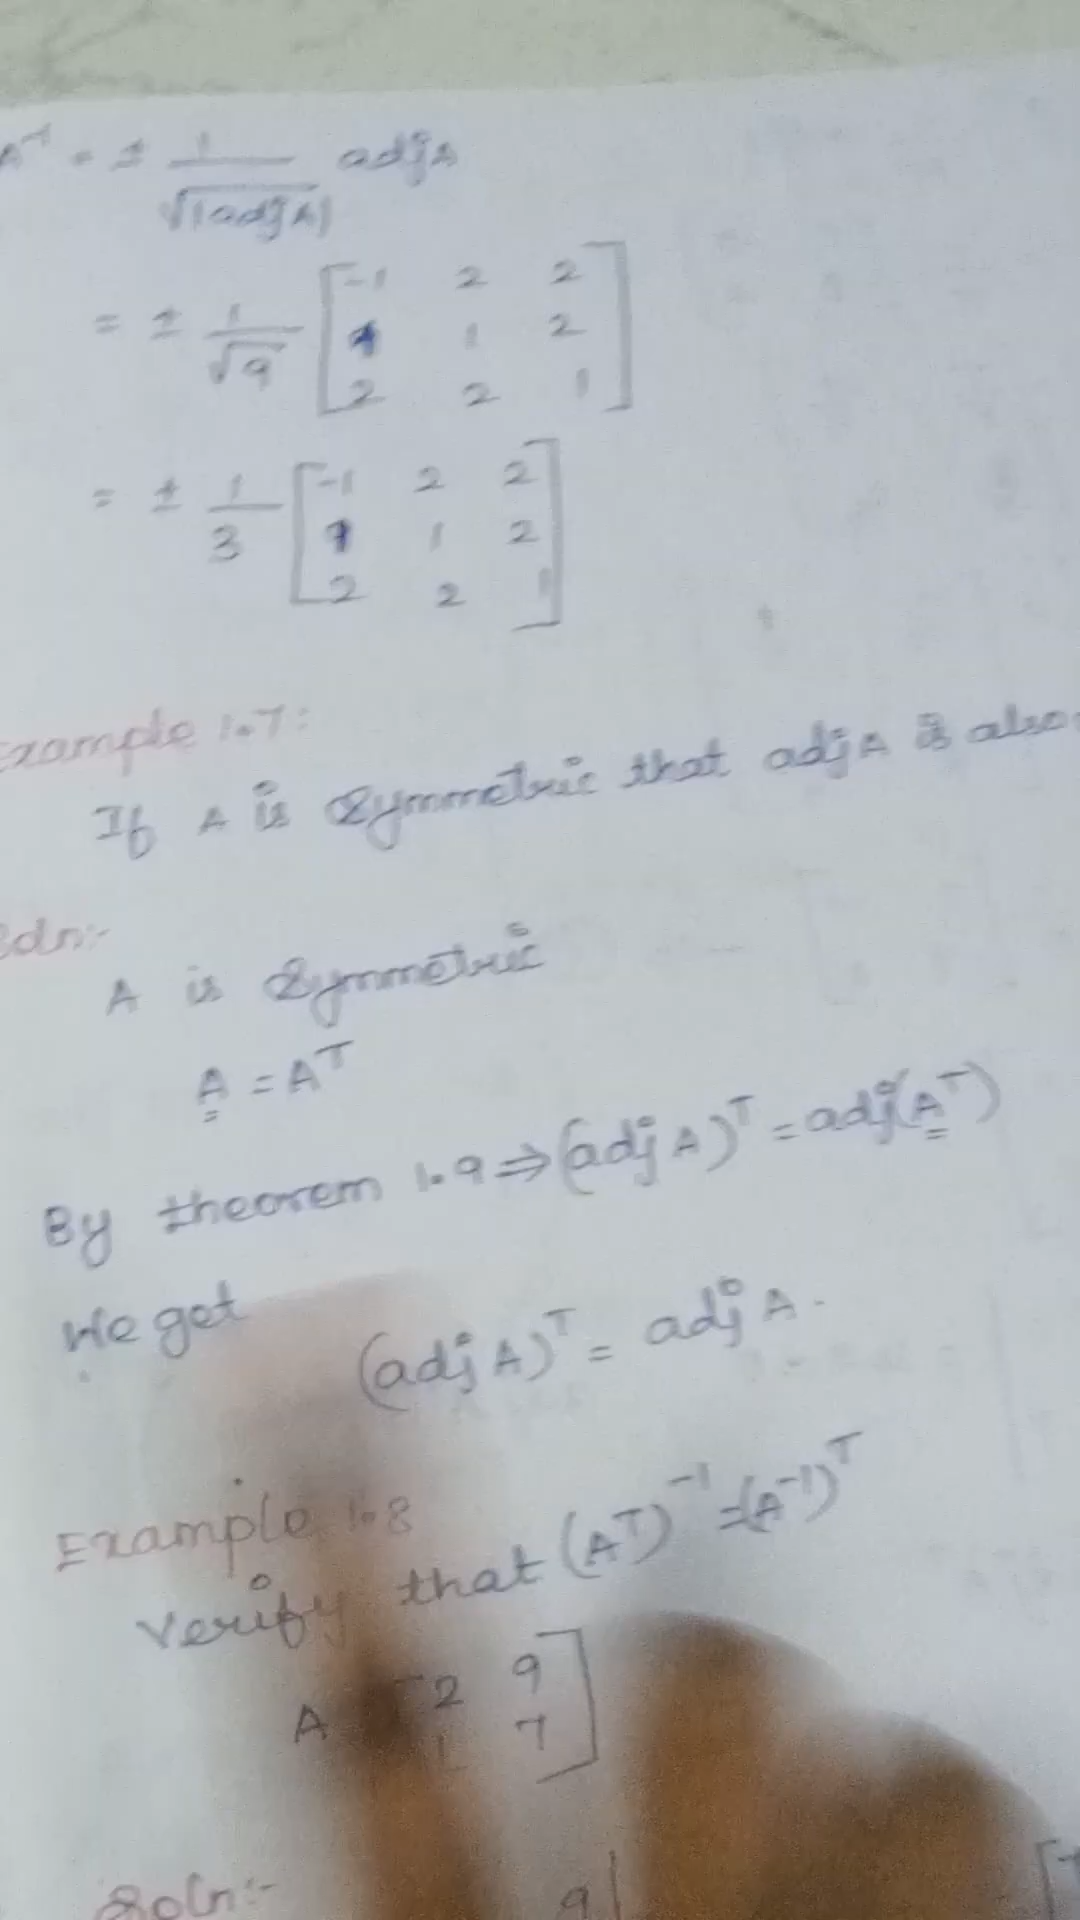 A⁻¹ = ± 1/√|adj A| adj A
= ± 1/√9 [-1 2 2
1 1 2
2 2 1]
= ± 1/3 [-1 2 2
1 1 2
2 2 1]
Example 1.7:
If A is Symmetric that adj A is also
Soln:-
A is Symmetric
A = Aᵀ
By theorem 1.9 ⇒ (adj A)ᵀ = adj(Aᵀ)
We get
(adj A)ᵀ = adj A.
Example 1.8
Verify that (Aᵀ)⁻¹ = (A⁻¹)ᵀ
A [2 9
1 7]
Soln:-
9|